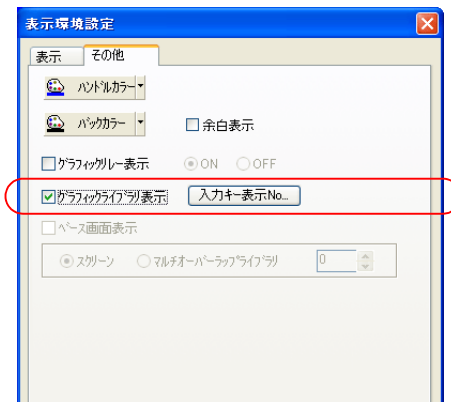 表示環境設定
表示 その他
ハンドルカラー
バックカラー 余白表示
グラフィックリレー表示 ON OFF
グラフィックライブラリ表示 入力キー表示No...
ベース画面表示
スクリーン マルチオーバーラップライブラリ 0